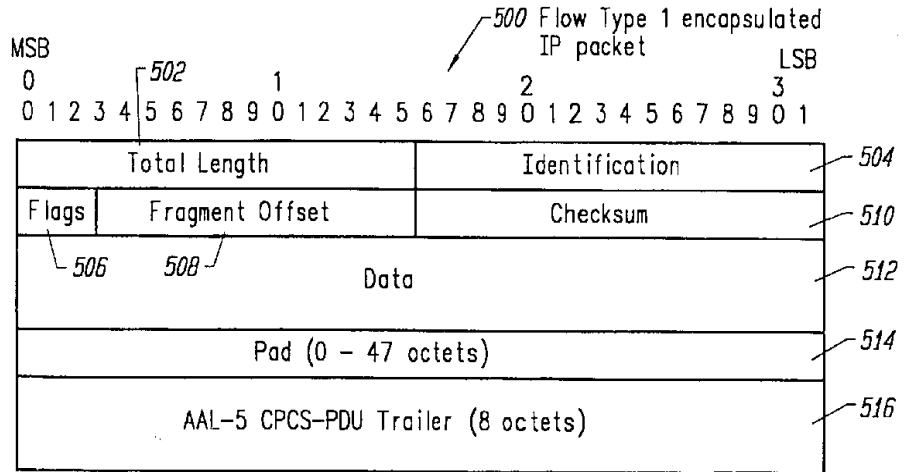 500 Flow Type 1 encapsulated
IP packet
MSB
LSB
502
0 1 2 3
0 1 2 3 4 5 6 7 8 9 0 1 2 3 4 5 6 7 8 9 0 1 2 3 4 5 6 7 8 9 0 1
Total Length Identification 504
Flags Fragment Offset Checksum 510
506 508
Data 512
Pad (0 - 47 octets) 514
AAL-5 CPCS-PDU Trailer (8 octets) 516